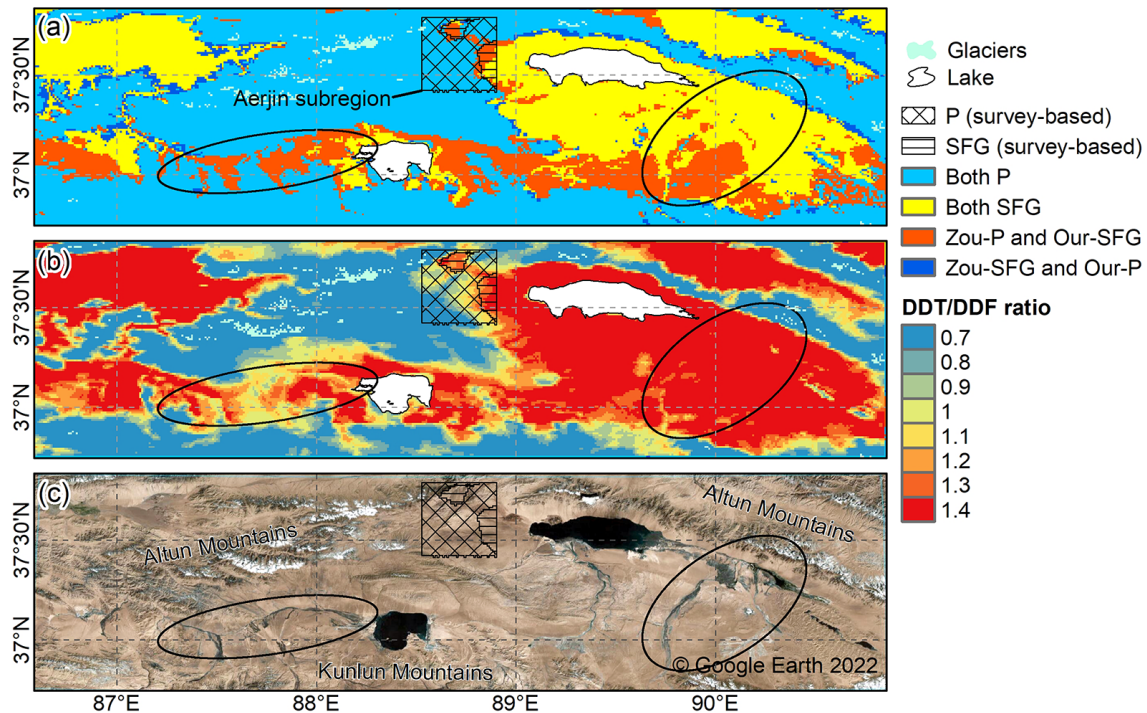 (a)
37°30'N
37°N
Aerjin subregion
(b)
37°30'N
37°N
(c)
Altun Mountains
Altun Mountains
37°30'N
37°N
Kunlun Mountains
© Google Earth 2022
87°E
88°E
89°E
90°E
Glaciers
Lake
P (survey-based)
SFG (survey-based)
Both P
Both SFG
Zou-P and Our-SFG
Zou-SFG and Our-P
DDT/DDF ratio
0.7
0.8
0.9
1
1.1
1.2
1.3
1.4